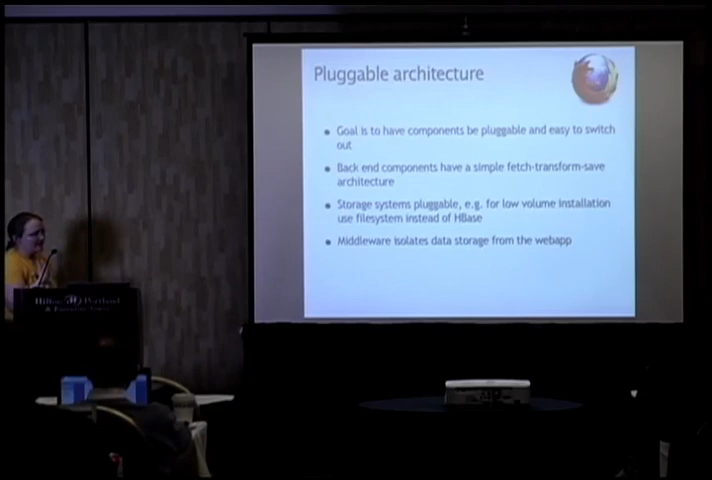 Pluggable architecture
Goal is to have components be pluggable and easy to switch
out
Back end components have a simple fetch-transform-save
architecture
Storage systems pluggable, e.g. for low volume installation
use filesystem instead of HBase
Middleware isolates data storage from the webapp
Hilton Portland
& Executive Tower